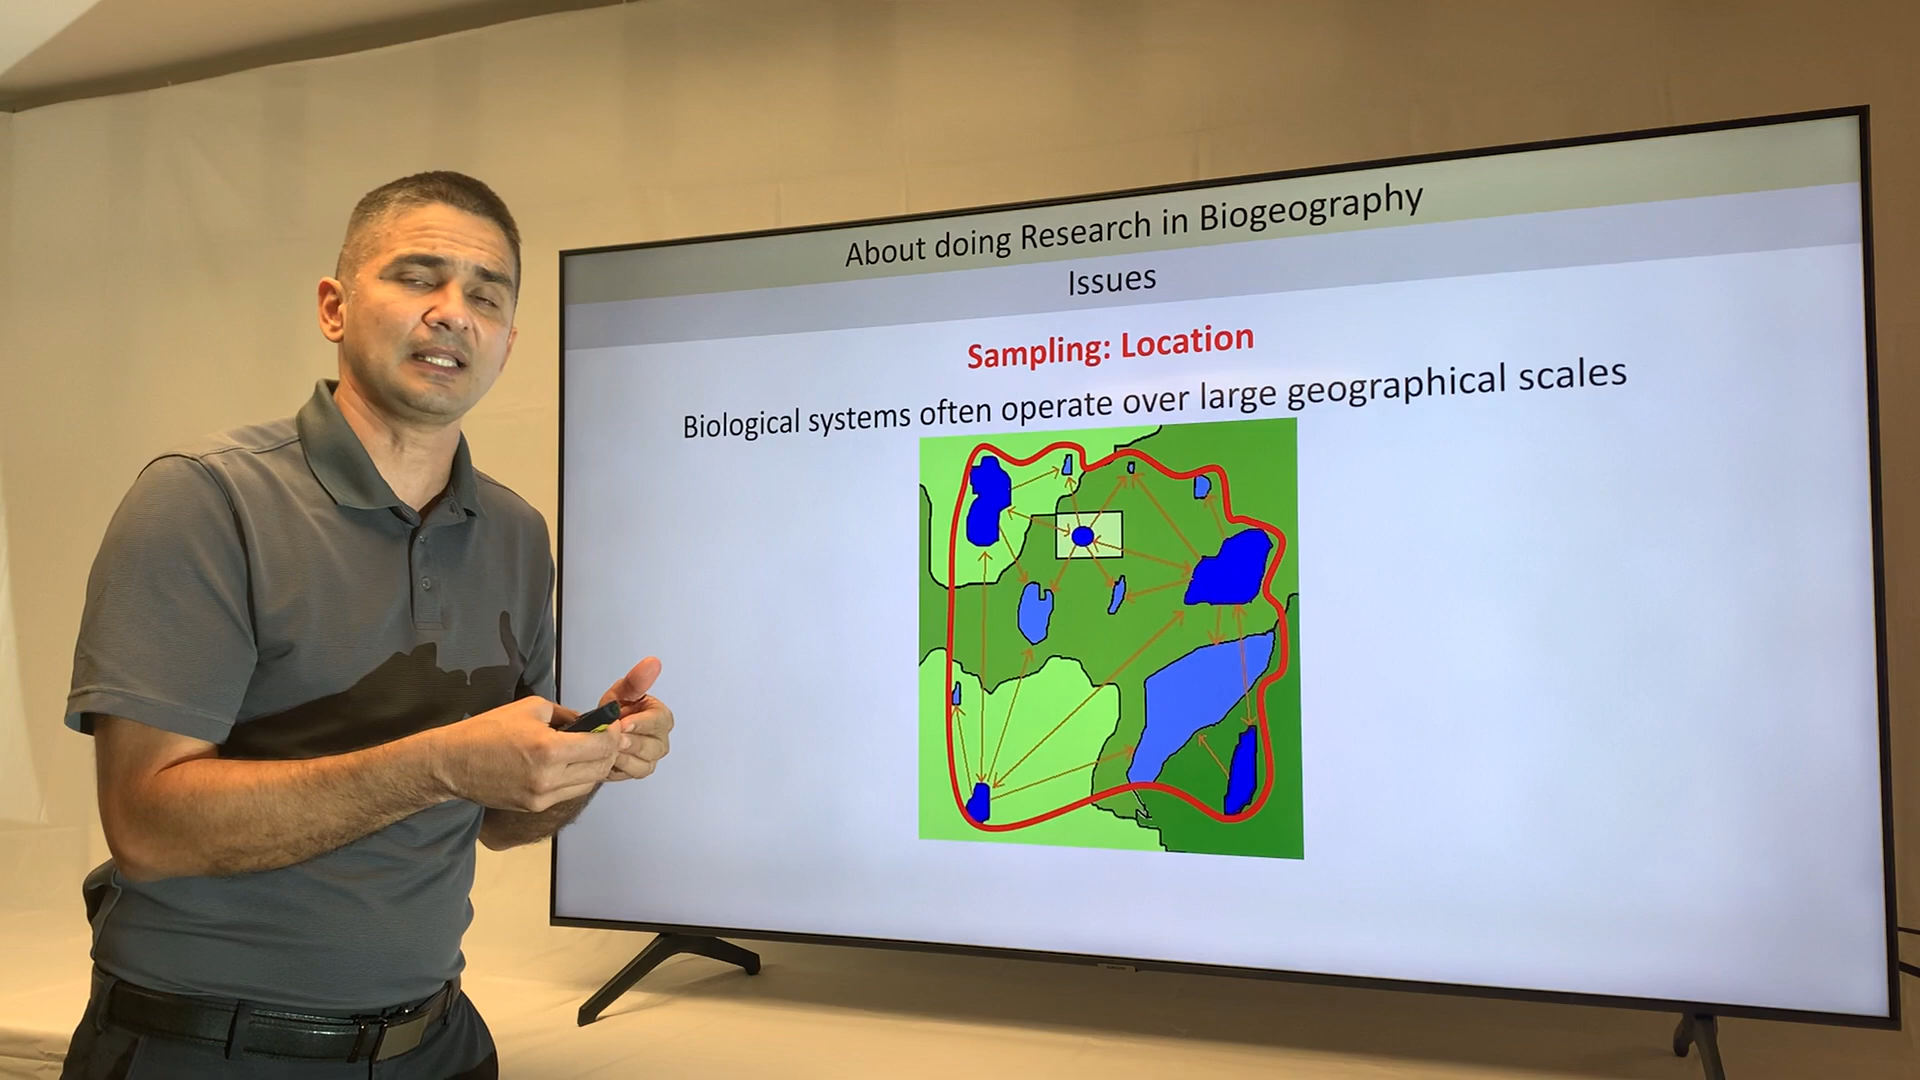 About doing Research in Biogeography
Issues
Sampling: Location
Biological systems often operate over large geographical scales